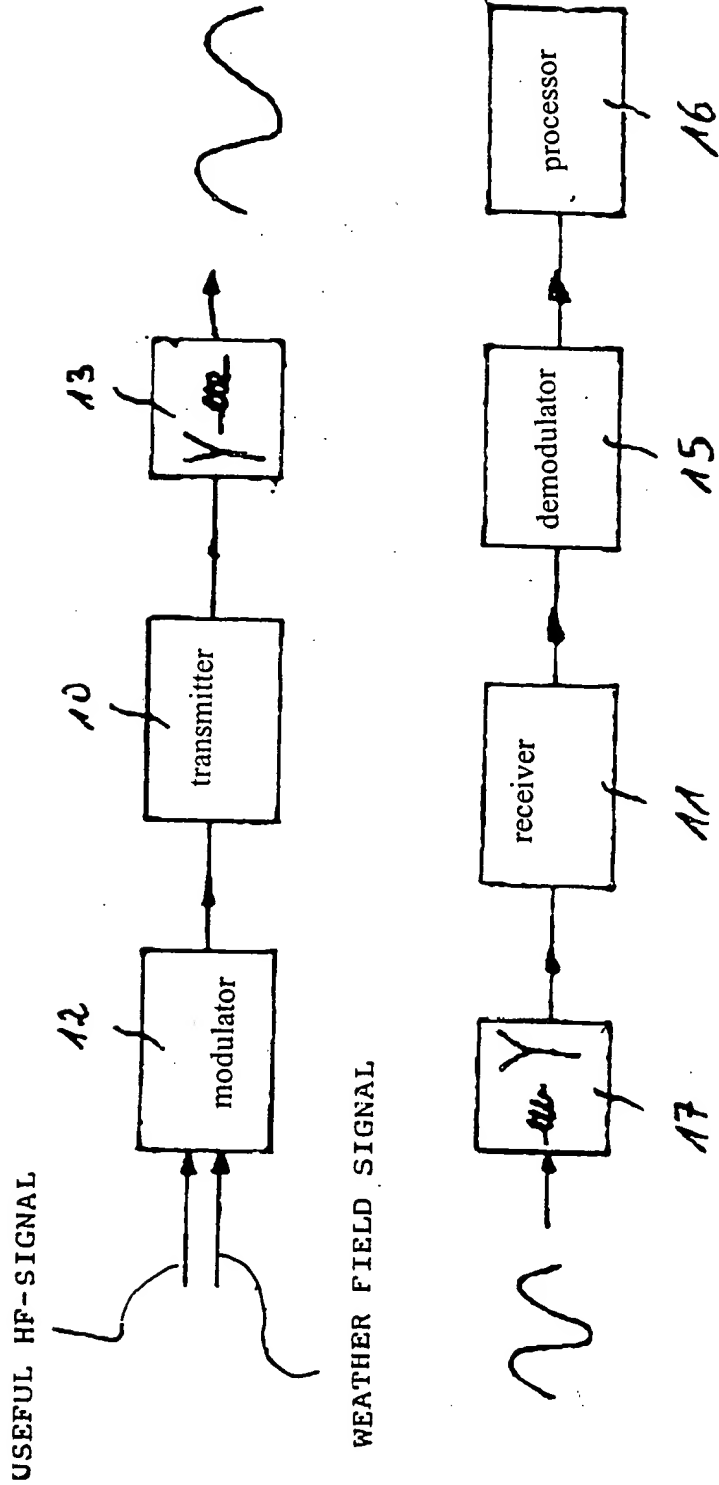 USEFUL HF-SIGNAL
WEATHER FIELD SIGNAL
12
modulator
10
transmitter
13
17
11
receiver
15
demodulator
16
processor